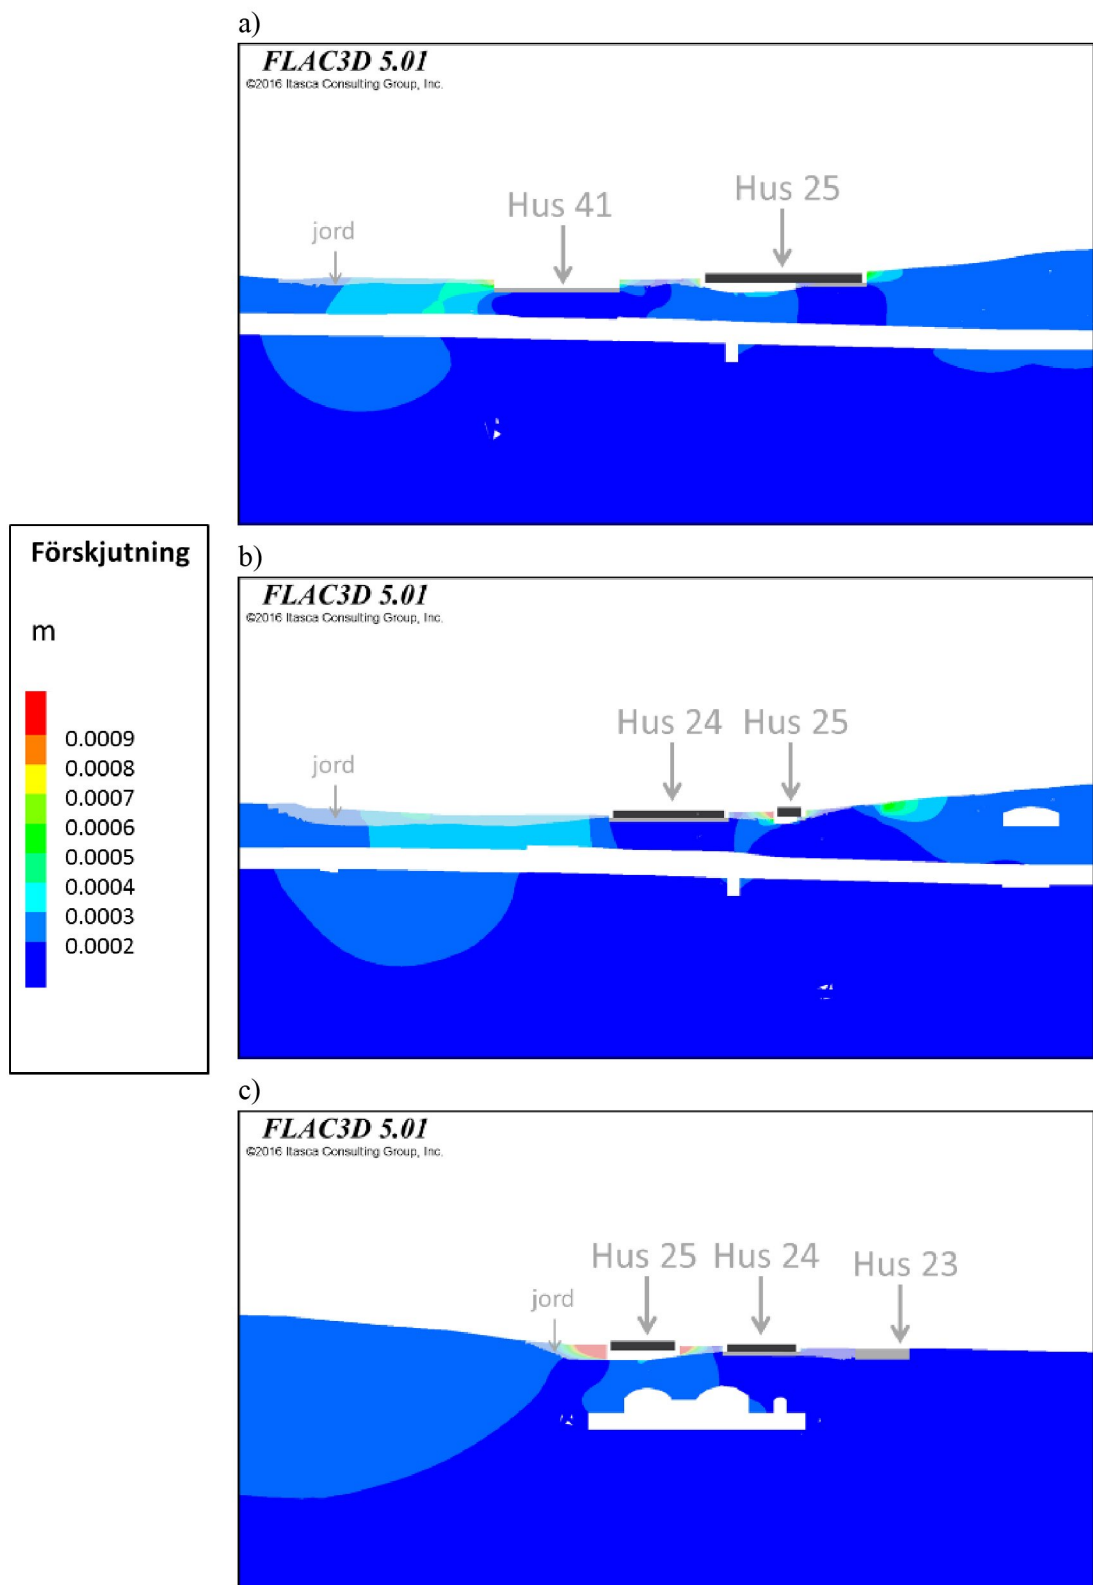 a)
FLAC3D 5.01
©2016 Itasca Consulting Group, Inc.
Hus 25
Hus 41
jord
Förskjutning
m
0.0009
0.0008
0.0007
0.0006
0.0005
0.0004
0.0003
0.0002
b)
FLAC3D 5.01
©2016 Itasca Consulting Group, Inc.
Hus 24 Hus 25
jord
c)
FLAC3D 5.01
©2016 Itasca Consulting Group, Inc.
Hus 25 Hus 24 Hus 23
jord